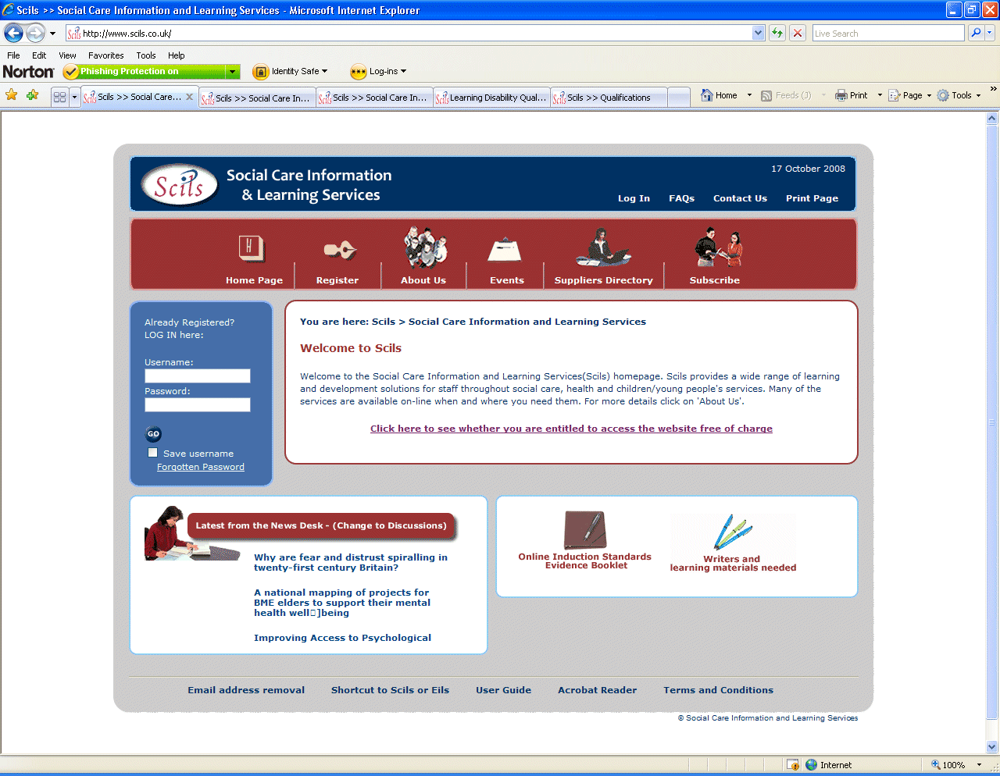 Scils >> Social Care Information and Learning Services - Microsoft Internet Explorer
Scils http://www.scils.co.uk/
Live Search
File Edit View Favorites Tools Help
Norton Phishing Protection on Identity Safe Log-ins
Scils >> Social Care... Scils >> Social Care In... Scils >> Social Care In... Learning Disability Qual... Scils >> Qualifications Home Feeds (J) Print Page Tools »
Scils
Social Care Information
& Learning Services
17 October 2008
Log In FAQs Contact Us Print Page
H
Home Page Register About Us Events Suppliers Directory Subscribe
Already Registered?
LOG IN here:
Username:
Password:
GO
Save username
Forgotten Password
You are here: Scils > Social Care Information and Learning Services
Welcome to Scils
Welcome to the Social Care Information and Learning Services(Scils) homepage. Scils provides a wide range of learning
and development solutions for staff throughout social care, health and children/young people's services. Many of the
services are available on-line when and where you need them. For more details click on 'About Us'.
Click here to see whether you are entitled to access the website free of charge
Latest from the News Desk - (Change to Discussions)
Why are fear and distrust spiralling in
twenty-first century Britain?
A national mapping of projects for
BME elders to support their mental
health well▯]being
Improving Access to Psychological
Online Induction Standards
Evidence Booklet
Writers and
learning materials needed
Email address removal Shortcut to Scils or Eils User Guide Acrobat Reader Terms and Conditions
© Social Care Information and Learning Services
Internet 100%